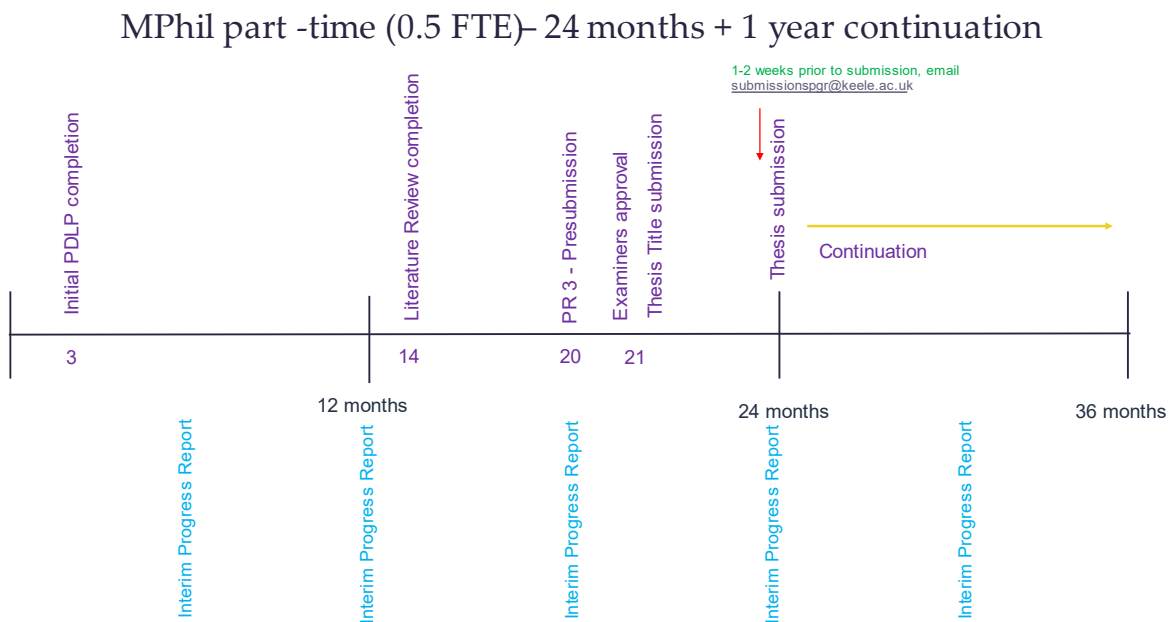 MPhil part -time (0.5 FTE)– 24 months + 1 year continuation
1-2 weeks prior to submission, email
submissionspgr@keele.ac.uk
Initial PDLP completion
Literature Review completion
PR 3 - Presubmission
Examiners approval
Thesis Title submission
Thesis submission
Continuation
3
14
20
21
12 months
24 months
36 months
Interim Progress Report
Interim Progress Report
Interim Progress Report
Interim Progress Report
Interim Progress Report